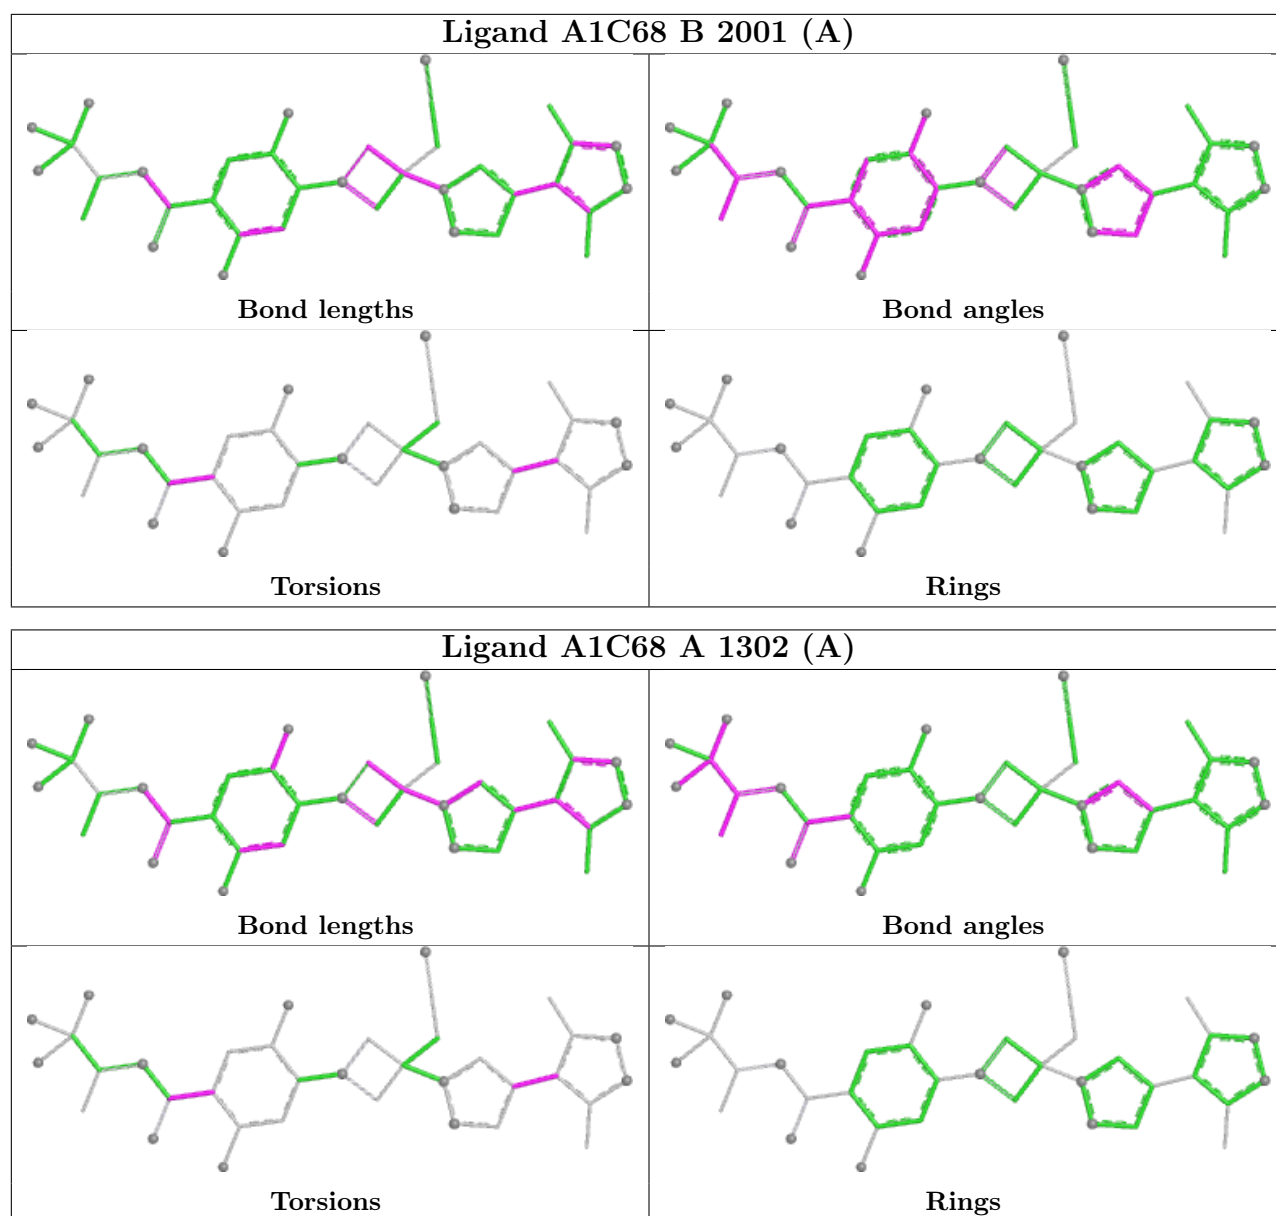 Ligand A1C68 B 2001 (A)
Bond lengths
Bond angles
Torsions
Rings
Ligand A1C68 A 1302 (A)
Bond lengths
Bond angles
Torsions
Rings